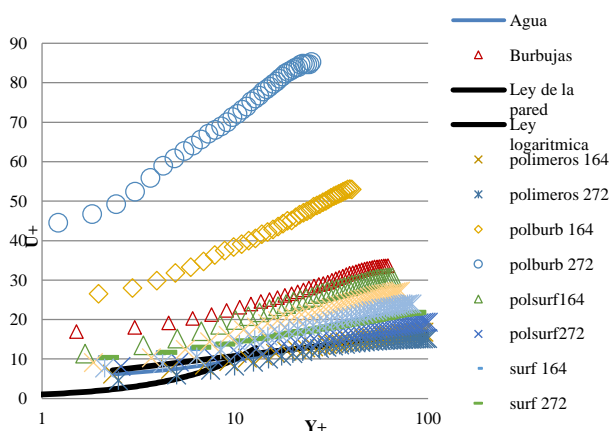 90
80
70
60
50
40
30
20
10
0
U+
1
10
100
Y+
Agua
Burbujas
Ley de la
pared
Ley
logaritmica
polimeros 164
polimeros 272
polburb 164
polburb 272
polsurf164
polsurf272
surf 164
surf 272